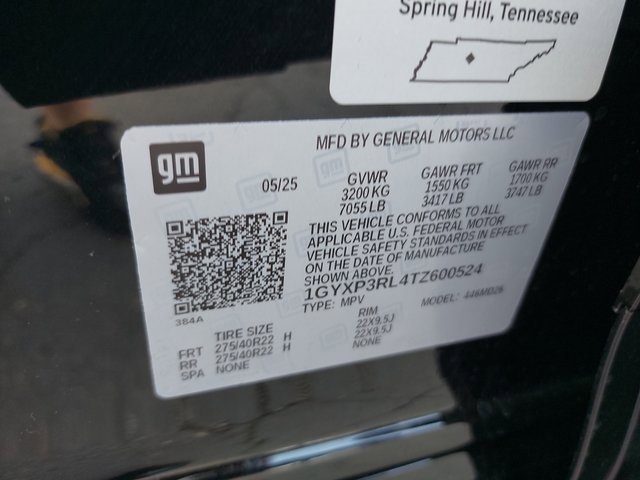 Spring Hill, Tennessee
MFD BY GENERAL MOTORS LLC
gm
05/25
GVWR GAWR FRT GAWR RR
3200 KG 1550 KG 1700 KG
7055 LB 3417 LB 3747 LB
THIS VEHICLE CONFORMS TO ALL
APPLICABLE U.S. FEDERAL MOTOR
VEHICLE SAFETY STANDARDS IN EFFECT
ON THE DATE OF MANUFACTURE
SHOWN ABOVE.
1GYXP3RL4TZ600524
TYPE: MPV MODEL: 446MD26
384A
TIRE SIZE RIM
FRT 275/40R22 H 22X9.5J
RR 275/40R22 H 22X9.5J
SPA NONE NONE